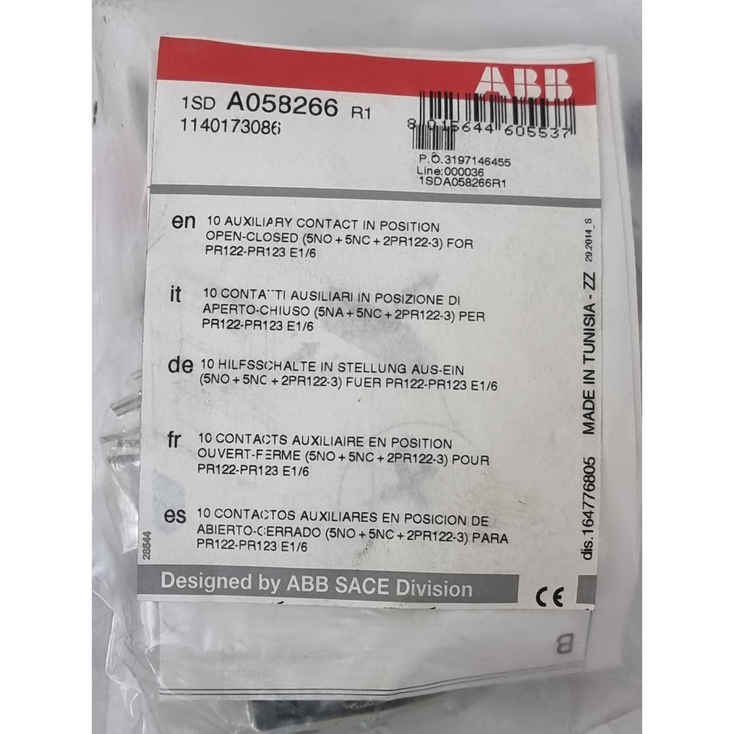 ABB
1SD A058266 R1
1140173086
8 015644 605537
P.O.3197146455
Line:000036
1SDA058266R1
en 10 AUXILIARY CONTACT IN POSITION
OPEN-CLOSED (5NO + 5NC + 2PR122-3) FOR
PR122-PR123 E1/6
it 10 CONTATTI AUSILIARI IN POSIZIONE DI
APERTO-CHIUSO (5NA + 5NC + 2PR122-3) PER
PR122-PR123 E1/6
de 10 HILFSSCHALTE IN STELLUNG AUS-EIN
(5NO + 5NC + 2PR122-3) FUER PR122-PR123 E1/6
fr 10 CONTACTS AUXILIAIRE EN POSITION
OUVERT-FERME (5NO + 5NC + 2PR122-3) POUR
PR122-PR123 E1/6
es 10 CONTACTOS AUXILIARES EN POSICION DE
ABIERTO-CERRADO (5NO + 5NC + 2PR122-3) PARA
PR122-PR123 E1/6
dis.164776805 MADE IN TUNISIA - ZZ 29.2014_S
28544
Designed by ABB SACE Division
CE
B